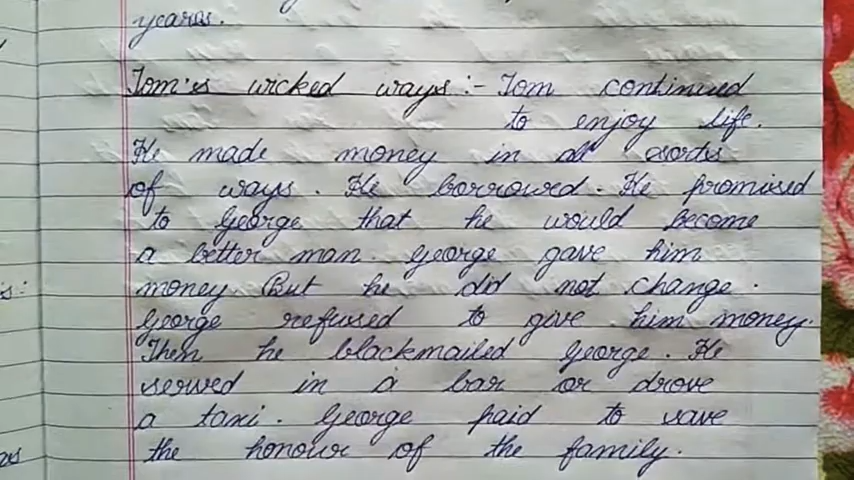 years.
Tom's wicked ways :- Tom continued
to enjoy life.
He made money in all sorts
of ways. He borrowed. He promised
to George that he would become
a better man. George gave him
money. But he did not change.
George refused to give him money.
Then he blackmailed George. He
served in a bar or drove
a taxi. George paid to save
the honour of the family.